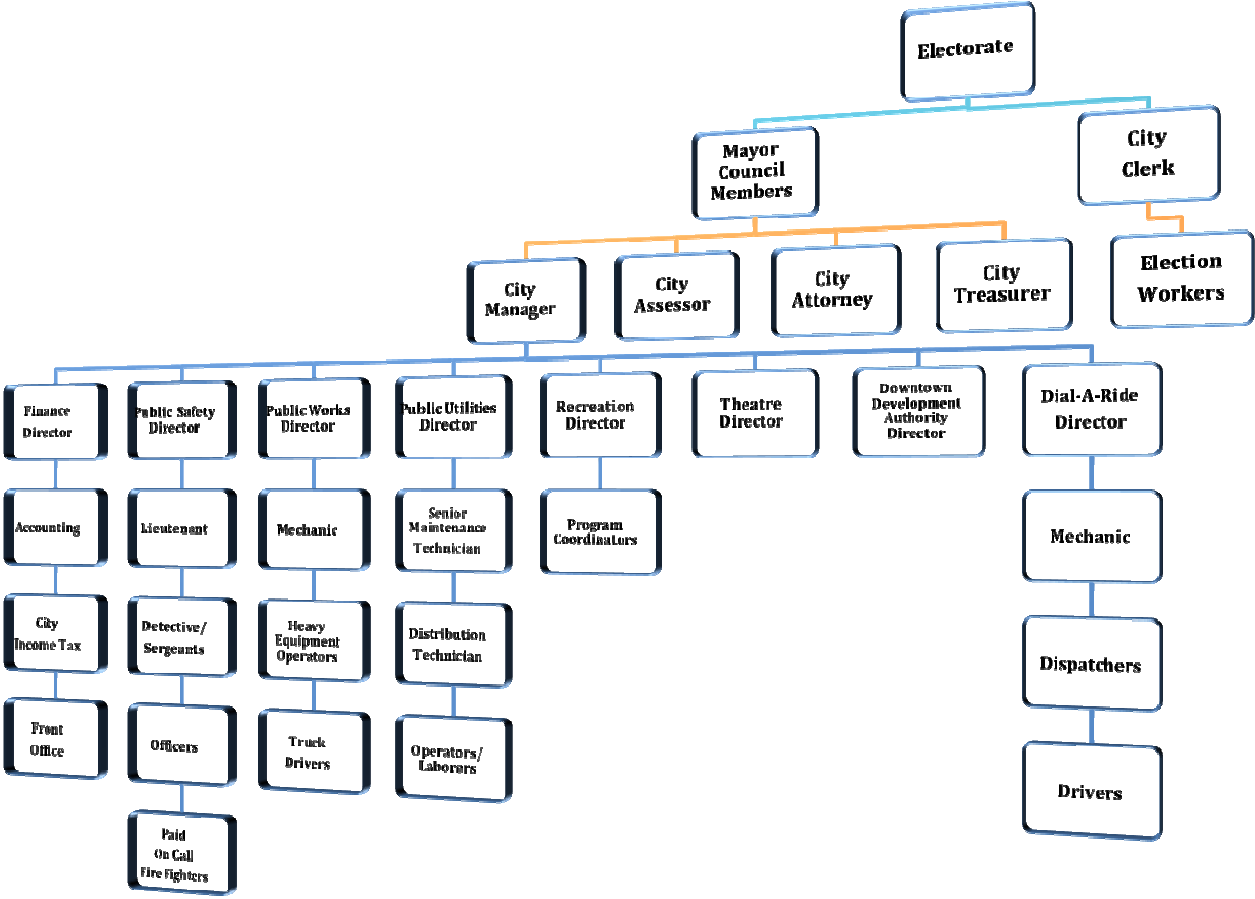 Electorate
Mayor
Council
Members
City
Clerk
City
Manager
City
Assessor
City
Attorney
City
Treasurer
Election
Workers
Finance
Director
Public Safety
Director
Public Works
Director
Public Utilities
Director
Recreation
Director
Theatre
Director
Downtown
Development
Authority
Director
Dial-A-Ride
Director
Accounting
Lieutenant
Mechanic
Senior
Maintenance
Technician
Program
Coordinators
Mechanic
City
Income Tax
Detective/
Sergeants
Heavy
Equipment
Operators
Distribution
Technician
Dispatchers
Front
Office
Officers
Truck
Drivers
Operators/
Laborers
Drivers
Paid
On Call
Fire Fighters